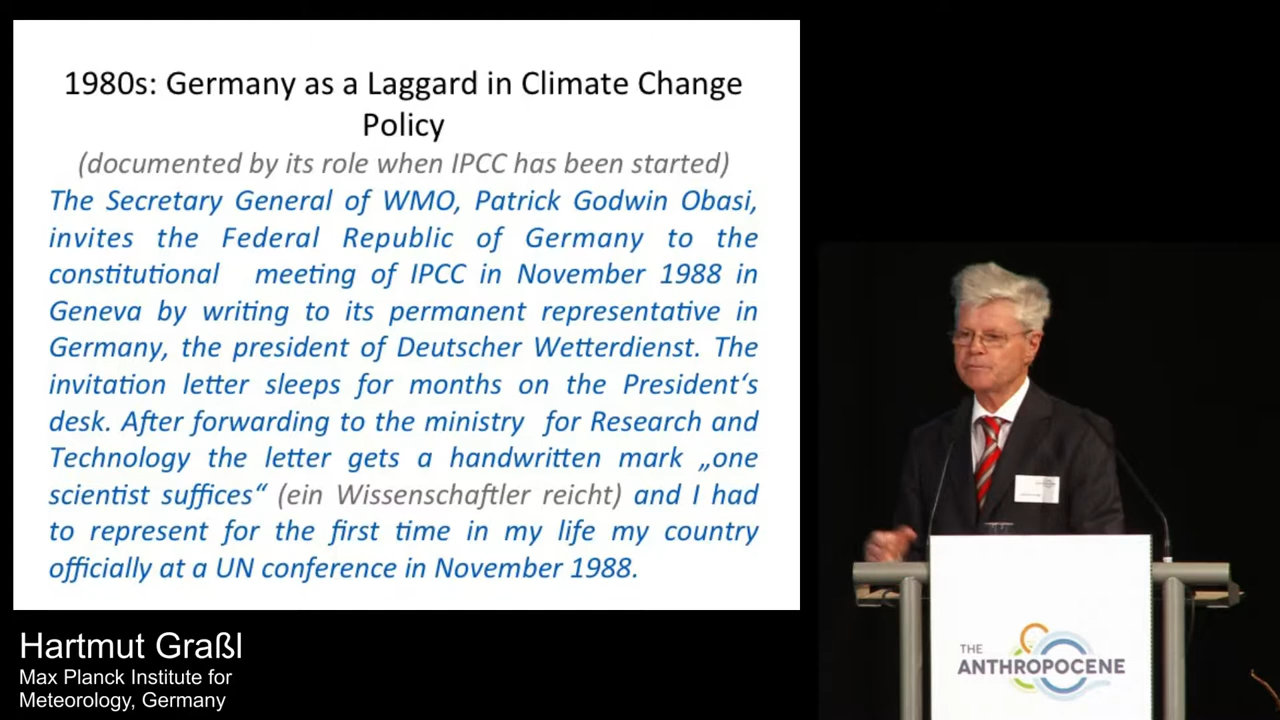 1980s: Germany as a Laggard in Climate Change
Policy
(documented by its role when IPCC has been started)
The Secretary General of WMO, Patrick Godwin Obasi,
invites the Federal Republic of Germany to the
constitutional meeting of IPCC in November 1988 in
Geneva by writing to its permanent representative in
Germany, the president of Deutscher Wetterdienst. The
invitation letter sleeps for months on the President‘s
desk. After forwarding to the ministry for Research and
Technology the letter gets a handwritten mark „one
scientist suffices“ (ein Wissenschaftler reicht) and I had
to represent for the first time in my life my country
officially at a UN conference in November 1988.
Hartmut Graßl
Max Planck Institute for
Meteorology, Germany
THE
ANTHROPOCENE